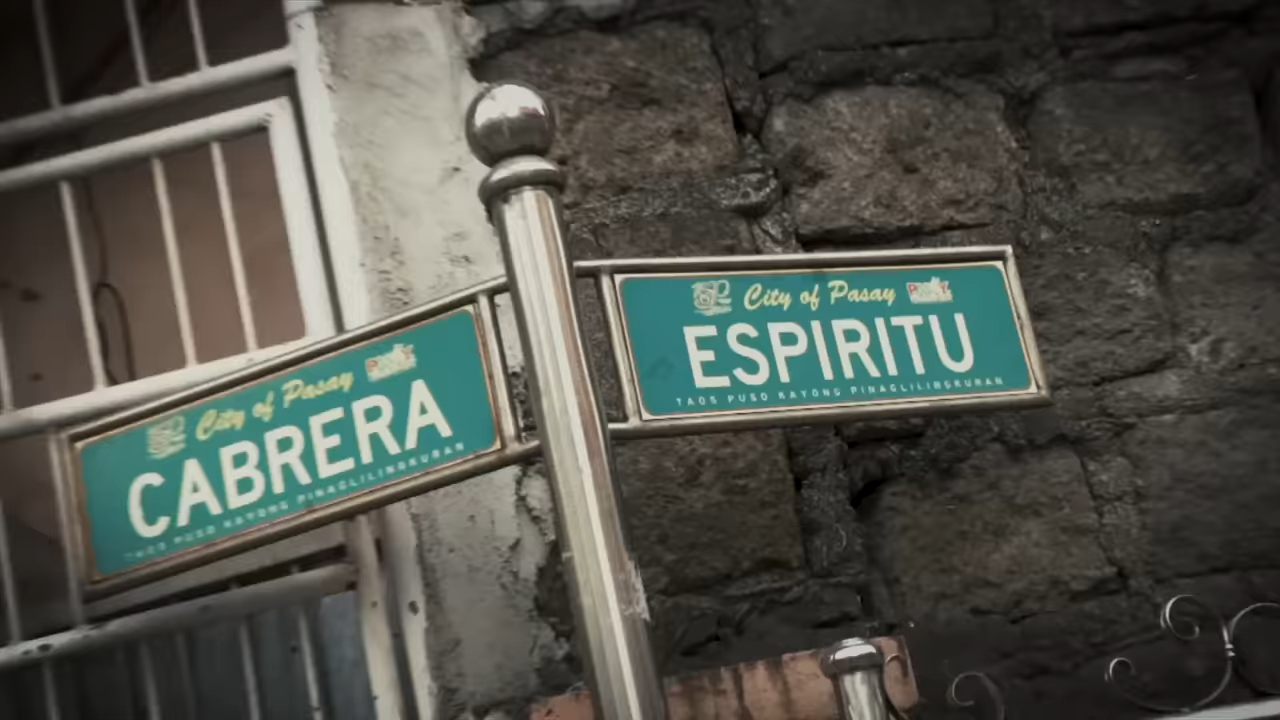 City of Pasay
CABRERA
TAOS PUSO KAYONG PINAGLILINGKURAN
City of Pasay
ESPIRITU
TAOS PUSO KAYONG PINAGLILINGKURAN